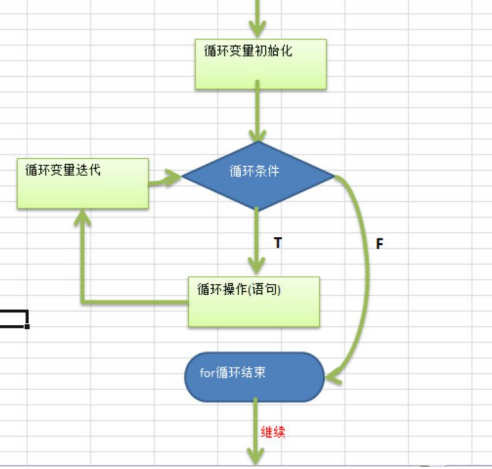 循环变量初始化
循环变量迭代
循环条件
T
F
循环操作(语句)
for循环结束
继续